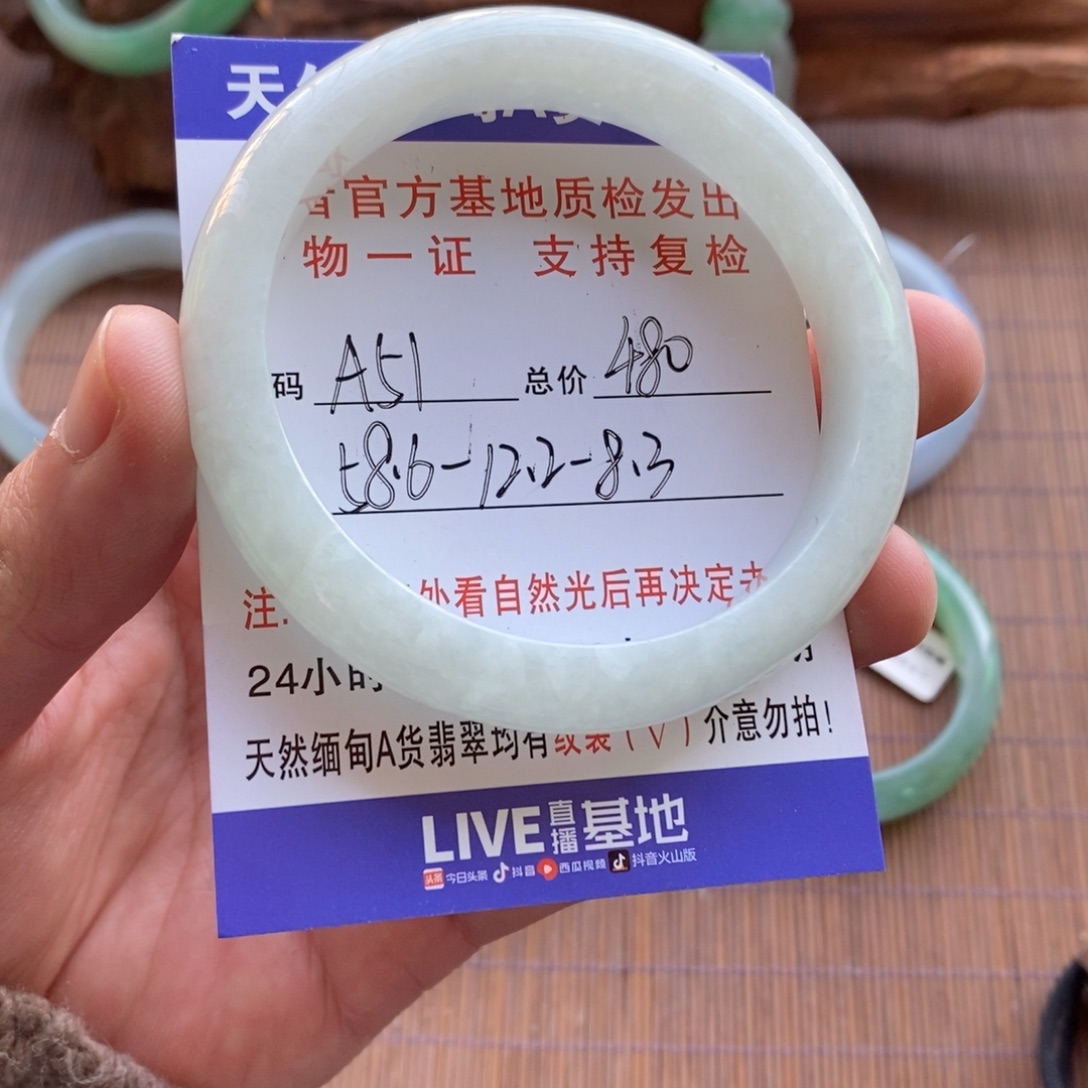 天
官方基地质检发出
物一证 支持复检
码 A51 总价 480
58.6-12.2-8.3
注: 外看自然光后再决定
24小时
天然缅甸A货翡翠均有纹裂(√)介意勿拍!
LIVE直播基地
头条 今日头条 抖音 西瓜视频 抖音火山版